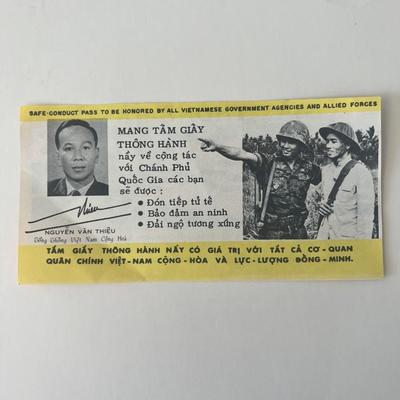 SAFE-CONDUCT PASS TO BE HONORED BY ALL VIETNAMESE GOVERNMENT AGENCIES AND ALLIED FORCES
MANG TẤM GIẤY
THÔNG HÀNH
nầy về cộng tác
với Chánh Phủ
Quốc Gia các bạn
sẽ được :
• Đón tiếp tử tế
• Bảo đảm an ninh
• Đải ngộ tương xứng
NGUYỄN VĂN THIỆU
Tổng Thống Việt Nam Cộng Hoà
TẤM GIẤY THÔNG HÀNH NẦY CÓ GIÁ TRỊ VỚI TẤT CẢ CƠ - QUAN
QUÂN CHÍNH VIỆT - NAM CỘNG - HÒA VÀ LỰC - LƯỢNG ĐỒNG - MINH.